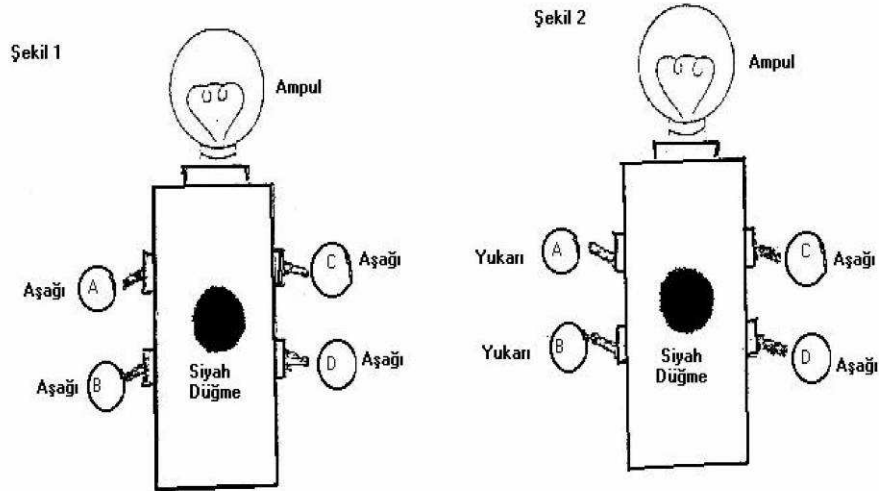 Şekil 1
Ampul
Aşağı
A
C
Aşağı
Aşağı
B
D
Aşağı
Siyah
Düğme
Şekil 2
Ampul
Yukarı
A
C
Aşağı
Yukarı
B
D
Aşağı
Siyah
Düğme